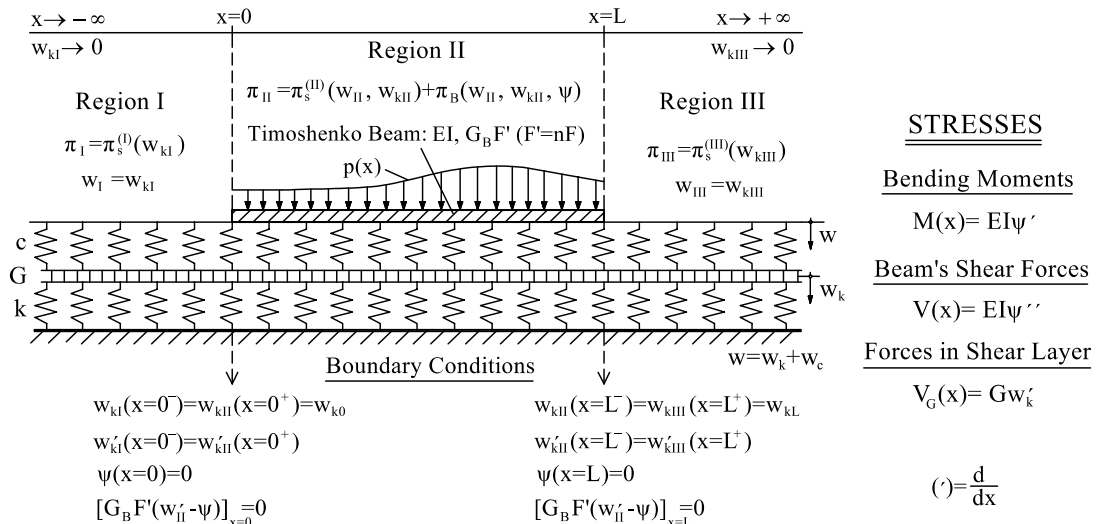 x→ −∞
x=0
x=L
x→ +∞
w_kI→ 0
w_kIII→ 0
Region I
π_I=π_s^(I)(w_kI)
w_I =w_kI
Region II
π_II=π_s^(II)(w_II, w_kII)+π_B(w_II, w_kII, ψ)
Timoshenko Beam: EI, G_BF' (F'=nF)
p(x)
Region III
π_III=π_s^(III)(w_kIII)
w_III=w_kIII
c
G
k
w
w_k
w=w_k+w_c
Boundary Conditions
w_kI(x=0⁻)=w_kII(x=0⁺)=w_k0
w′_kI(x=0⁻)=w′_kII(x=0⁺)
ψ(x=0)=0
[G_BF'(w′_II-ψ)]_x=0=0
w_kII(x=L⁻)=w_kIII(x=L⁺)=w_kL
w′_kII(x=L⁻)=w′_kIII(x=L⁺)
ψ(x=L)=0
[G_BF'(w′_II-ψ)]_x=L=0
STRESSES
Bending Moments
M(x)= EIψ′
Beam's Shear Forces
V(x)= EIψ′′
Forces in Shear Layer
V_G(x)= Gw′_k
(′)=d/dx